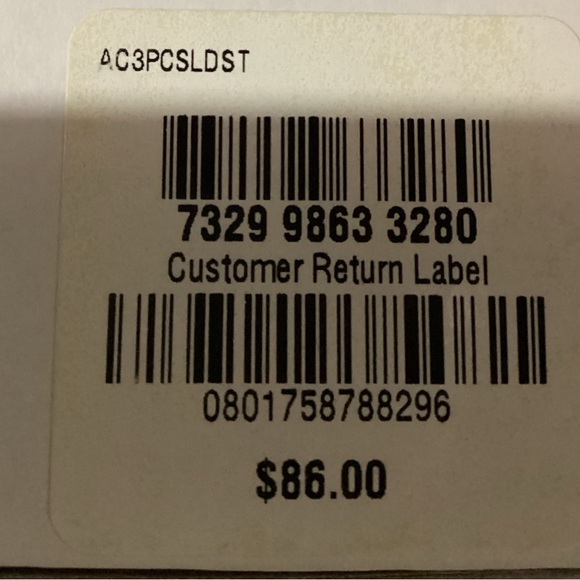 AC3PCSLDST
7329 9863 3280
Customer Return Label
0801758788296
$86.00